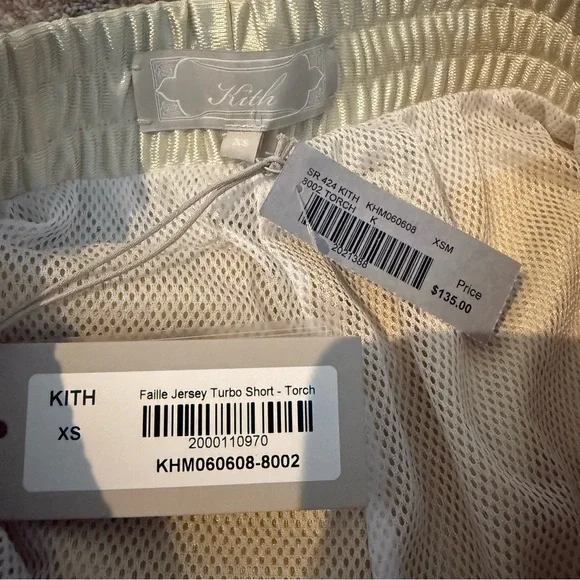 Kith
XS
SR 424 KITH KHM060608
8002 TORCH K XSM
2021388
Price
$135.00
KITH
XS
Faille Jersey Turbo Short - Torch
2000110970
KHM060608-8002